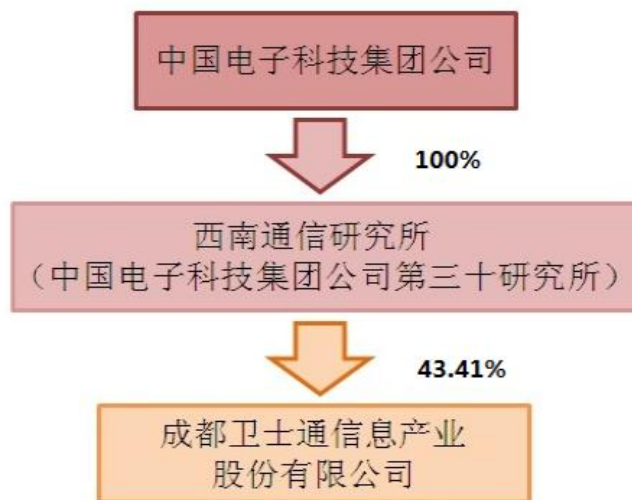 中国电子科技集团公司
100%
西南通信研究所
（中国电子科技集团公司第三十研究所）
43.41%
成都卫士通信息产业
股份有限公司